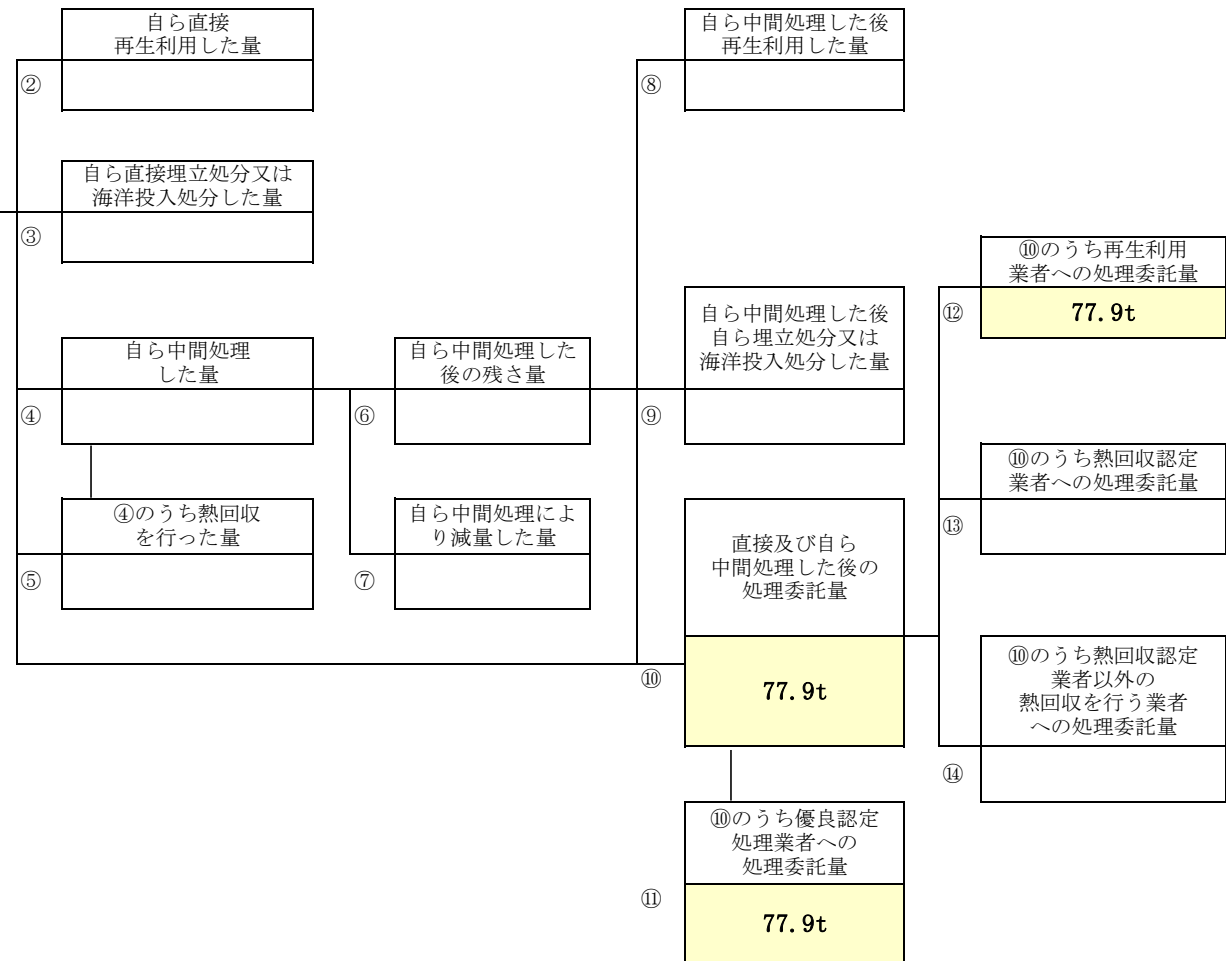 自ら直接
再生利用した量
②
自ら直接埋立処分又は
海洋投入処分した量
③
自ら中間処理
した量
④
④のうち熱回収
を行った量
⑤
自ら中間処理した
後の残さ量
⑥
自ら中間処理によ
り減量した量
⑦
自ら中間処理した後
再生利用した量
⑧
自ら中間処理した後
自ら埋立処分又は
海洋投入処分した量
⑨
直接及び自ら
中間処理した後の
処理委託量
⑩
77.9t
⑩のうち優良認定
処理業者への
処理委託量
⑪
77.9t
⑩のうち再生利用
業者への処理委託量
⑫
77.9t
⑩のうち熱回収認定
業者への処理委託量
⑬
⑩のうち熱回収認定
業者以外の
熱回収を行う業者
への処理委託量
⑭